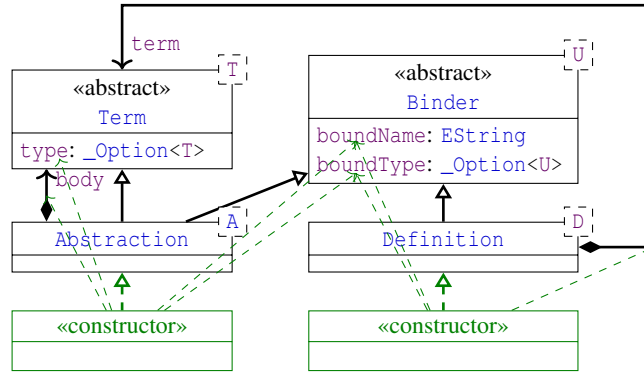 term
T
«abstract»
Term
type: _Option<T>
body
U
«abstract»
Binder
boundName: EString
boundType: _Option<U>
A
Abstraction
D
Definition
«constructor»
«constructor»